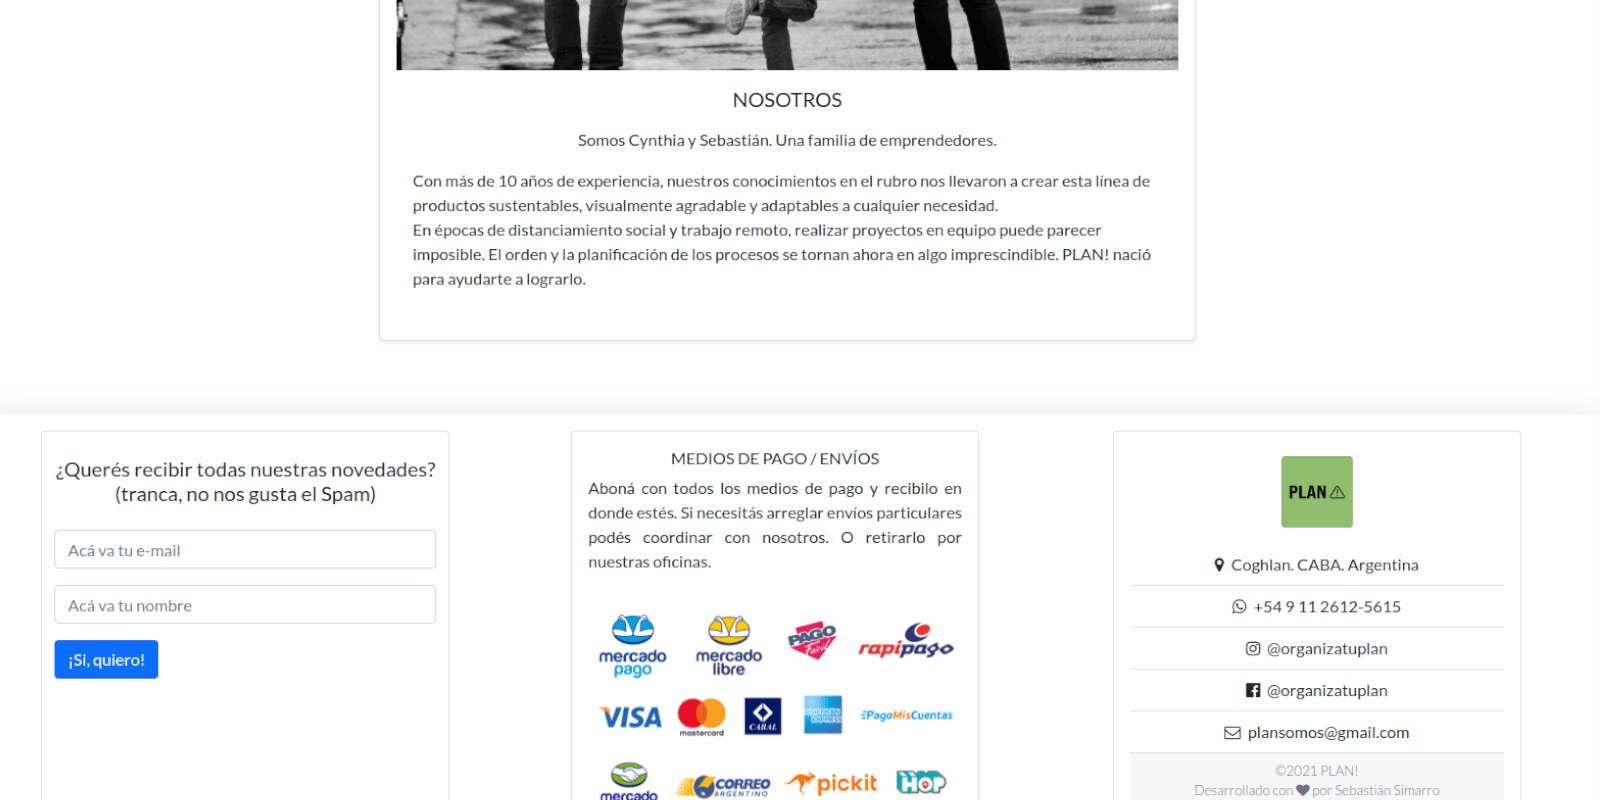 NOSOTROS
Somos Cynthia y Sebastián. Una familia de emprendedores.
Con más de 10 años de experiencia, nuestros conocimientos en el rubro nos llevaron a crear esta línea de
productos sustentables, visualmente agradable y adaptables a cualquier necesidad.
En épocas de distanciamiento social y trabajo remoto, realizar proyectos en equipo puede parecer
imposible. El orden y la planificación de los procesos se tornan ahora en algo imprescindible. PLAN! nació
para ayudarte a lograrlo.
¿Querés recibir todas nuestras novedades?
(tranca, no nos gusta el Spam)
Acá va tu e-mail
Acá va tu nombre
¡Si, quiero!
MEDIOS DE PAGO / ENVÍOS
Aboná con todos los medios de pago y recibilo en
donde estés. Si necesitás arreglar envíos particulares
podés coordinar con nosotros. O retirarlo por
nuestras oficinas.
mercado pago
mercado libre
PAGO Fácil!
rapipago
VISA
mastercard
CABAL
AMERICAN EXPRESS
PagoMisCuentas
mercado
CORREO ARGENTINO
pickit
HOP
PLAN
Coghlan. CABA. Argentina
+54 9 11 2612-5615
@organizatuplan
@organizatuplan
plansomos@gmail.com
©2021 PLAN!
Desarrollado con por Sebastián Simarro